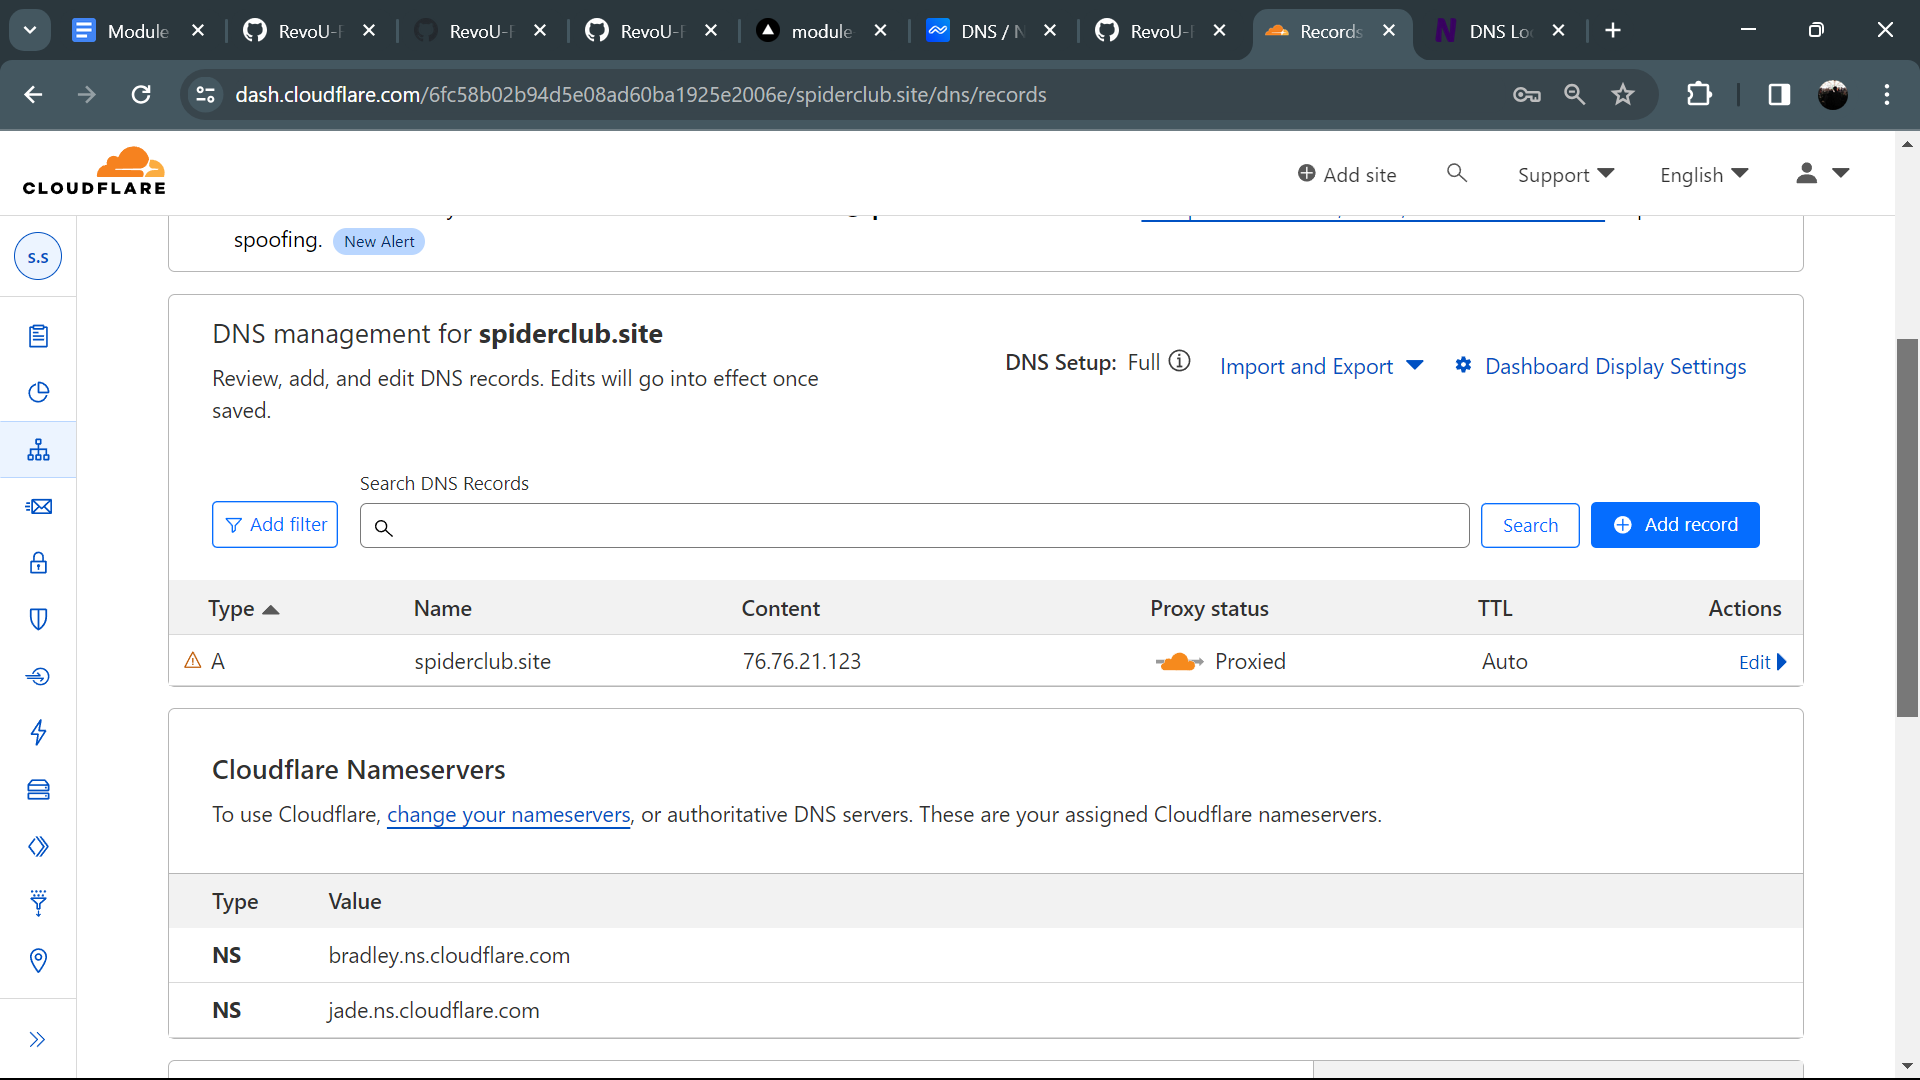 Module
RevoU-F
RevoU-F
RevoU-F
module
DNS / N
RevoU-F
Records
DNS Lo
dash.cloudflare.com/6fc58b02b94d5e08ad60ba1925e2006e/spiderclub.site/dns/records
CLOUDFLARE
Add site
Support
English
s.s
spoofing. New Alert
DNS management for spiderclub.site
Review, add, and edit DNS records. Edits will go into effect once
saved.
DNS Setup: Full
Import and Export
Dashboard Display Settings
Search DNS Records
Add filter
Search
Add record
Type Name Content Proxy status TTL Actions
A spiderclub.site 76.76.21.123 Proxied Auto Edit
Cloudflare Nameservers
To use Cloudflare, change your nameservers, or authoritative DNS servers. These are your assigned Cloudflare nameservers.
Type Value
NS bradley.ns.cloudflare.com
NS jade.ns.cloudflare.com